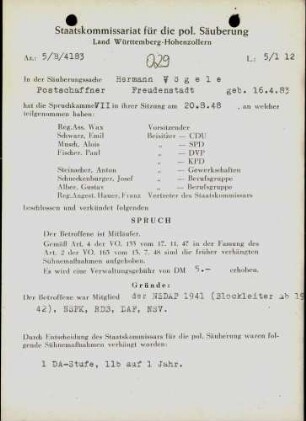 Staatskommissariat für die pol. Säuberung
Land Württemberg-Hohenzollern
Az.: 5/B/4183
029
L.: 5/1 12
In der Säuberungssache Hermann Vögele
Postschaffner Freudenstadt geb. 16.4.83
hat die Spruchkammer VII in ihrer Sitzung am 20.8.48 , an welcher
teilgenommen haben:
Reg.Ass. Wax Vorsitzender
Schwarz, Emil Beisitzer — CDU
Munch, Alois „ — SPD
Fischer, Paul „ — DVP
„ — KPD
Steinacher, Anton „ — Gewerkschaften
Schneckenburger, Josef „ — Berufsgruppe
Alber, Gustav „ — Berufsgruppe
Reg.Angest. Hauer, Franz Vertreter des Staatskommissars
beschlossen und verkündet folgenden
SPRUCH
Der Betroffene ist Mitläufer.
Gemäß Art. 4 der VO. 133 vom 17. 11. 47 in der Fassung des
Art. 2 der VO. 165 vom 15. 7. 48 sind die früher verhängten
Sühnemaßnahmen aufgehoben.
Es wird eine Verwaltungsgebühr von DM 5.- erhoben.
Gründe:
Der Betroffene war Mitglied der NSDAP 1941 (Blockleiter ab 19
42), NSFK, RDB, DAF, NSV.
Durch Entscheidung des Staatskommissars für die pol. Säuberung waren fol-
gende Sühnemaßnahmen verhängt worden:
1 DA-Stufe, 11b auf 1 Jahr.